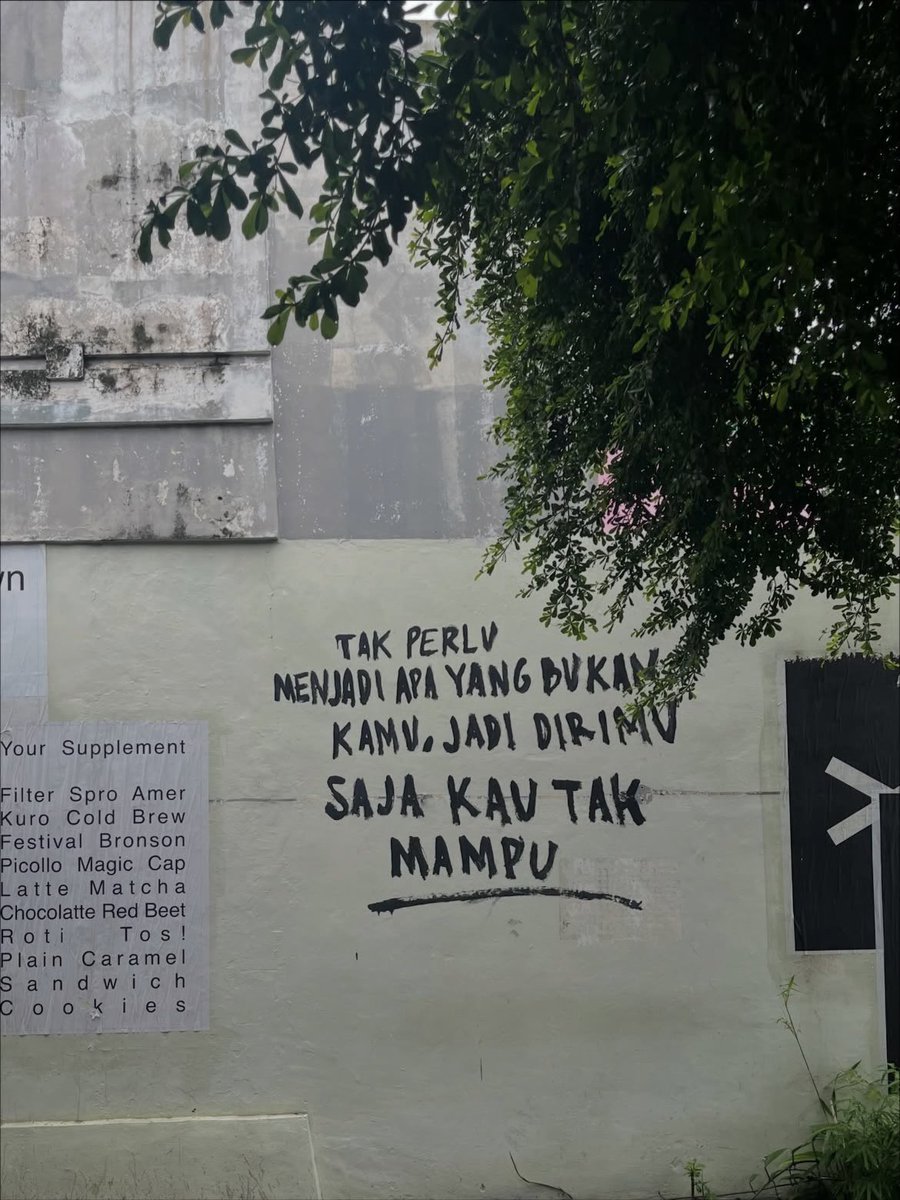 TAK PERLU
MENJADI APA YANG BUKAN
KAMU. JADI DIRIMU
SAJA KAU TAK
MAMPU
Your Supplement
Filter Spro Amer
Kuro Cold Brew
Festival Bronson
Picollo Magic Cap
Latte Matcha
Chocolatte Red Beet
Roti Tos!
Plain Caramel
Sandwich
Cookies